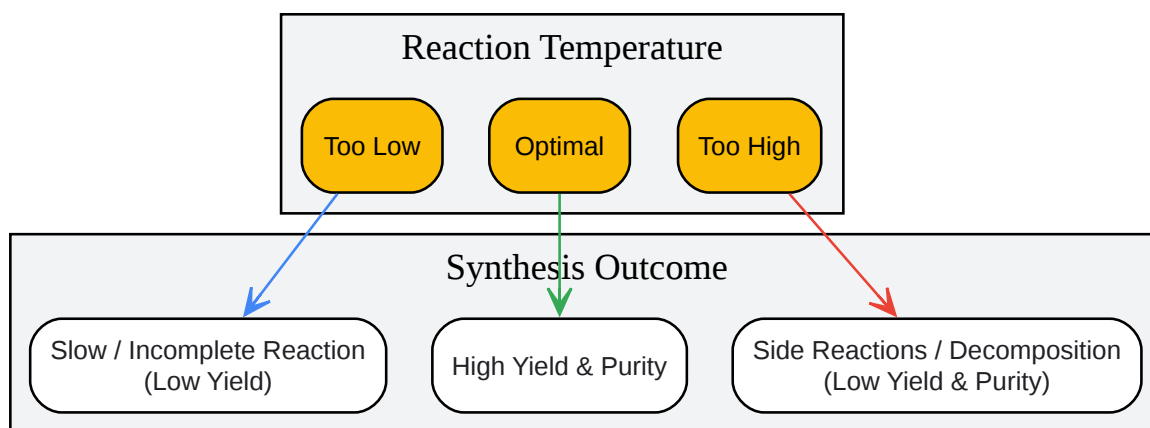 Reaction Temperature
Too Low
Optimal
Too High
Synthesis Outcome
Slow / Incomplete Reaction
(Low Yield)
High Yield & Purity
Side Reactions / Decomposition
(Low Yield & Purity)